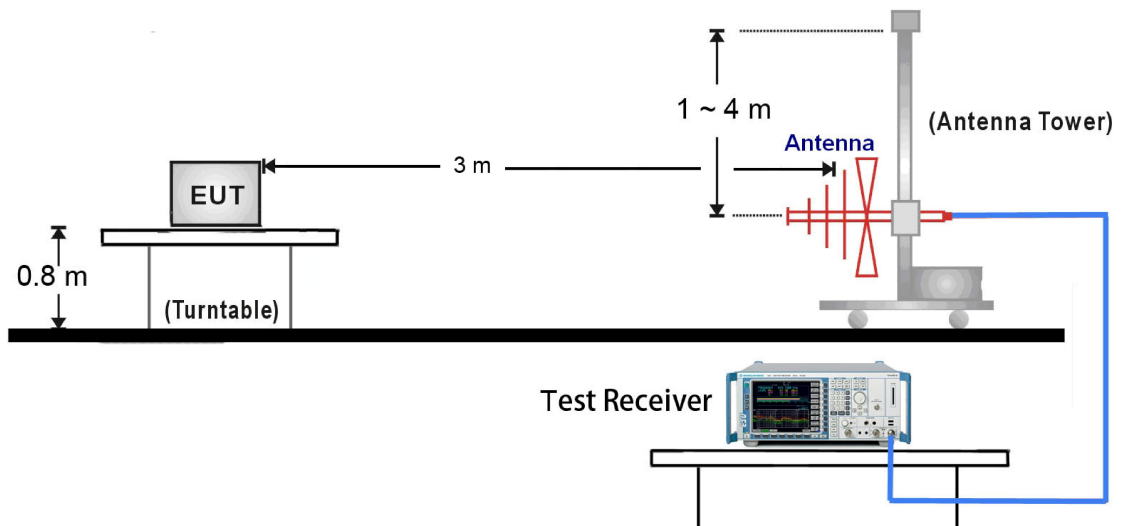 1 ~ 4 m
(Antenna Tower)
Antenna
3 m
EUT
0.8 m
(Turntable)
Test Receiver